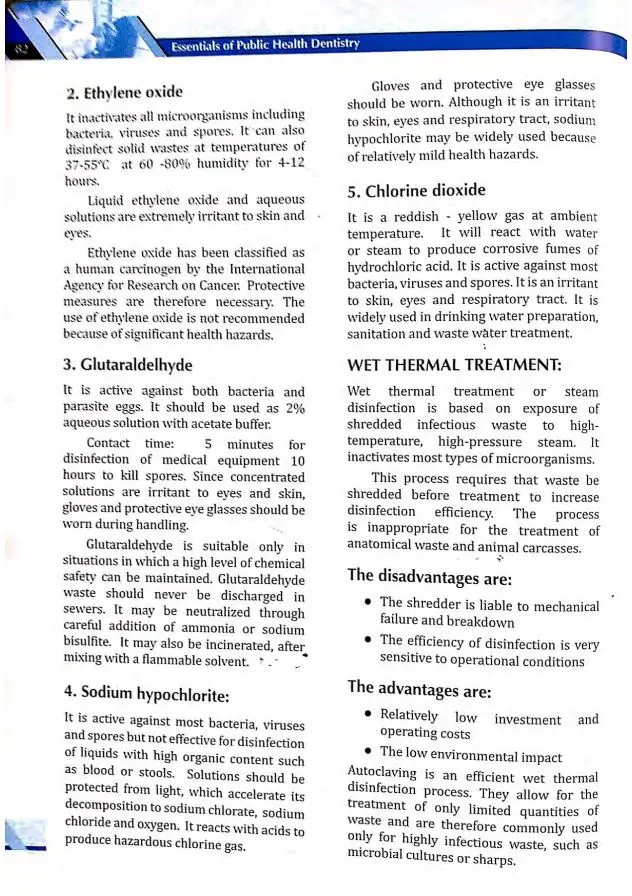 82
Essentials of Public Health Dentistry
2. Ethylene oxide
It inactivates all microorganisms including
bacteria, viruses and spores. It can also
disinfect solid wastes at temperatures of
37-55°C at 60 -80% humidity for 4-12
hours.
Liquid ethylene oxide and aqueous
solutions are extremely irritant to skin and
eyes.
Ethylene oxide has been classified as
a human carcinogen by the International
Agency for Research on Cancer. Protective
measures are therefore necessary. The
use of ethylene oxide is not recommended
because of significant health hazards.
3. Glutaraldelhyde
It is active against both bacteria and
parasite eggs. It should be used as 2%
aqueous solution with acetate buffer.
Contact time: 5 minutes for
disinfection of medical equipment 10
hours to kill spores. Since concentrated
solutions are irritant to eyes and skin,
gloves and protective eye glasses should be
worn during handling.
Glutaraldehyde is suitable only in
situations in which a high level of chemical
safety can be maintained. Glutaraldehyde
waste should never be discharged in
sewers. It may be neutralized through
careful addition of ammonia or sodium
bisulfite. It may also be incinerated, after
mixing with a flammable solvent.
4. Sodium hypochlorite:
It is active against most bacteria, viruses
and spores but not effective for disinfection
of liquids with high organic content such
as blood or stools. Solutions should be
protected from light, which accelerate its
decomposition to sodium chlorate, sodium
chloride and oxygen. It reacts with acids to
produce hazardous chlorine gas.
Gloves and protective eye glasses
should be worn. Although it is an irritant
to skin, eyes and respiratory tract, sodium
hypochlorite may be widely used because
of relatively mild health hazards.
5. Chlorine dioxide
It is a reddish - yellow gas at ambient
temperature. It will react with water
or steam to produce corrosive fumes of
hydrochloric acid. It is active against most
bacteria, viruses and spores. It is an irritant
to skin, eyes and respiratory tract. It is
widely used in drinking water preparation,
sanitation and waste water treatment.
WET THERMAL TREATMENT:
Wet thermal treatment or steam
disinfection is based on exposure of
shredded infectious waste to high-
temperature, high-pressure steam. It
inactivates most types of microorganisms.
This process requires that waste be
shredded before treatment to increase
disinfection efficiency. The process
is inappropriate for the treatment of
anatomical waste and animal carcasses.
The disadvantages are:
• The shredder is liable to mechanical
failure and breakdown
• The efficiency of disinfection is very
sensitive to operational conditions
The advantages are:
• Relatively low investment and
operating costs
• The low environmental impact
Autoclaving is an efficient wet thermal
disinfection process. They allow for the
treatment of only limited quantities of
waste and are therefore commonly used
only for highly infectious waste, such as
microbial cultures or sharps.